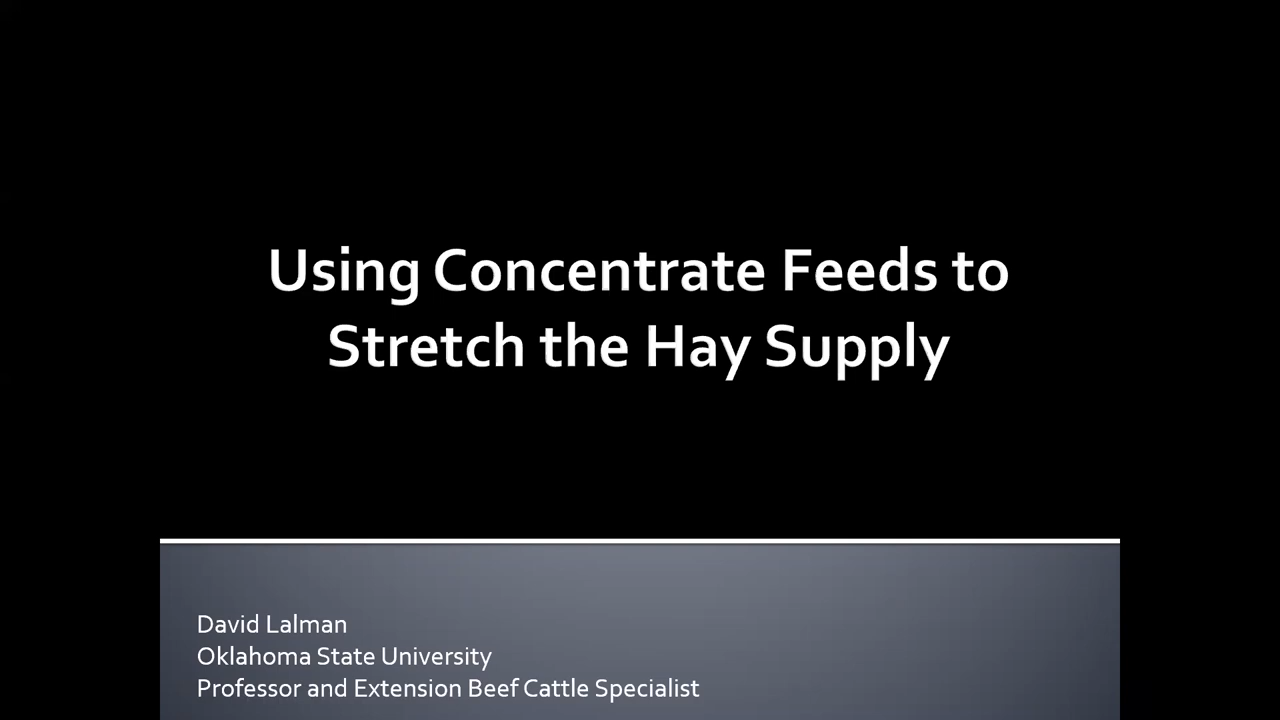 Using Concentrate Feeds to
Stretch the Hay Supply
David Lalman
Oklahoma State University
Professor and Extension Beef Cattle Specialist